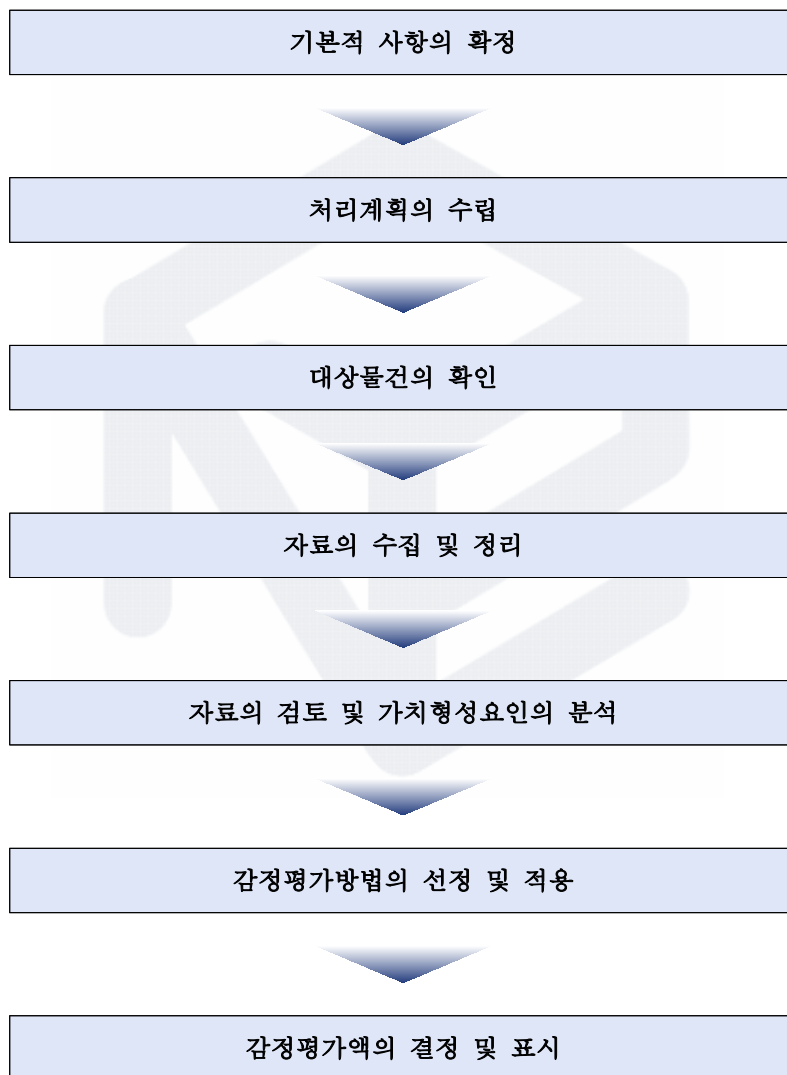 기본적 사항의 확정
처리계획의 수립
대상물건의 확인
자료의 수집 및 정리
자료의 검토 및 가치형성요인의 분석
감정평가방법의 선정 및 적용
감정평가액의 결정 및 표시